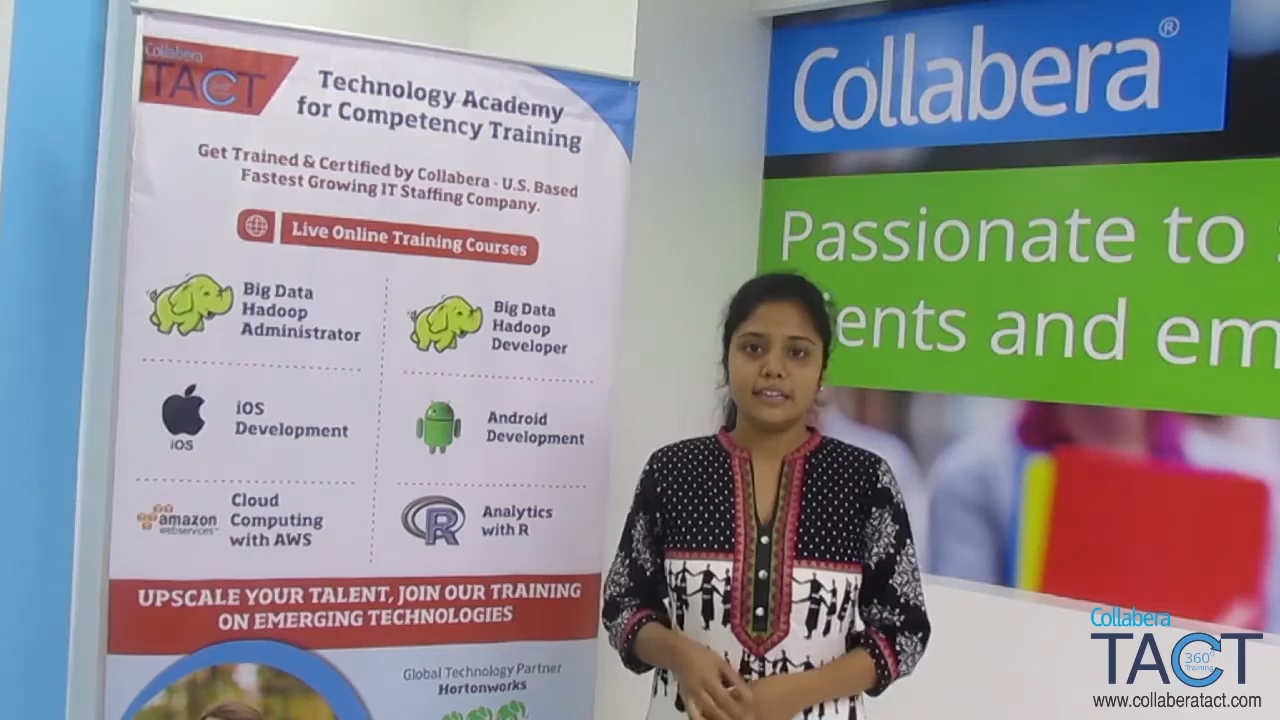 Collabera
TACT
Technology Academy
for Competency Training
Get Trained & Certified by Collabera - U.S. Based
Fastest Growing IT Staffing Company.
Live Online Training Courses
Big Data
Hadoop
Administrator
Big Data
Hadoop
Developer
iOS
iOS
Development
Android
Development
amazon
webservices™
Cloud
Computing
with AWS
R
Analytics
with R
UPSCALE YOUR TALENT, JOIN OUR TRAINING
ON EMERGING TECHNOLOGIES
Global Technology Partner
Hortonworks
Collabera®
Passionate to
ients and em
Collabera
TACT
360°
Training
www.collaberatact.com